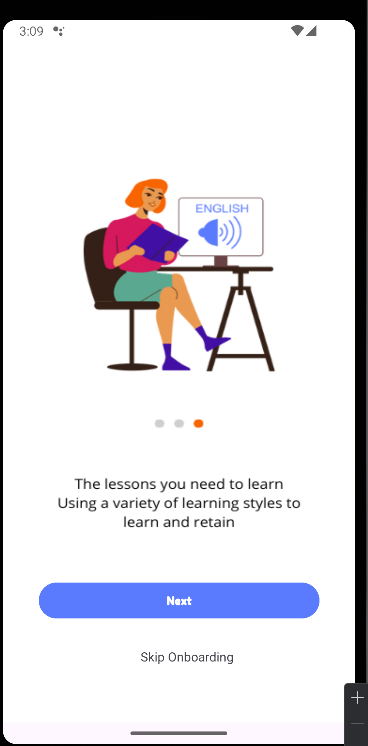 3:09
ENGLISH
The lessons you need to learn
Using a variety of learning styles to
learn and retain
Next
Skip Onboarding